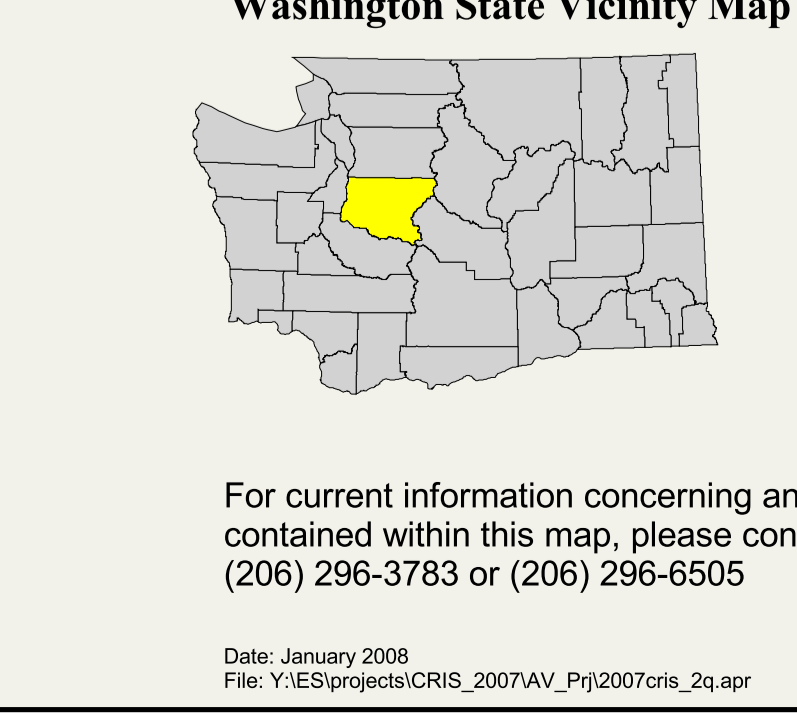 Washington State Vicinity Map
For current information concerning an
contained within this map, please con
(206) 296-3783 or (206) 296-6505
Date: January 2008
File: Y:\ES\projects\CRIS_2007\AV_Prj\2007cris_2q.apr